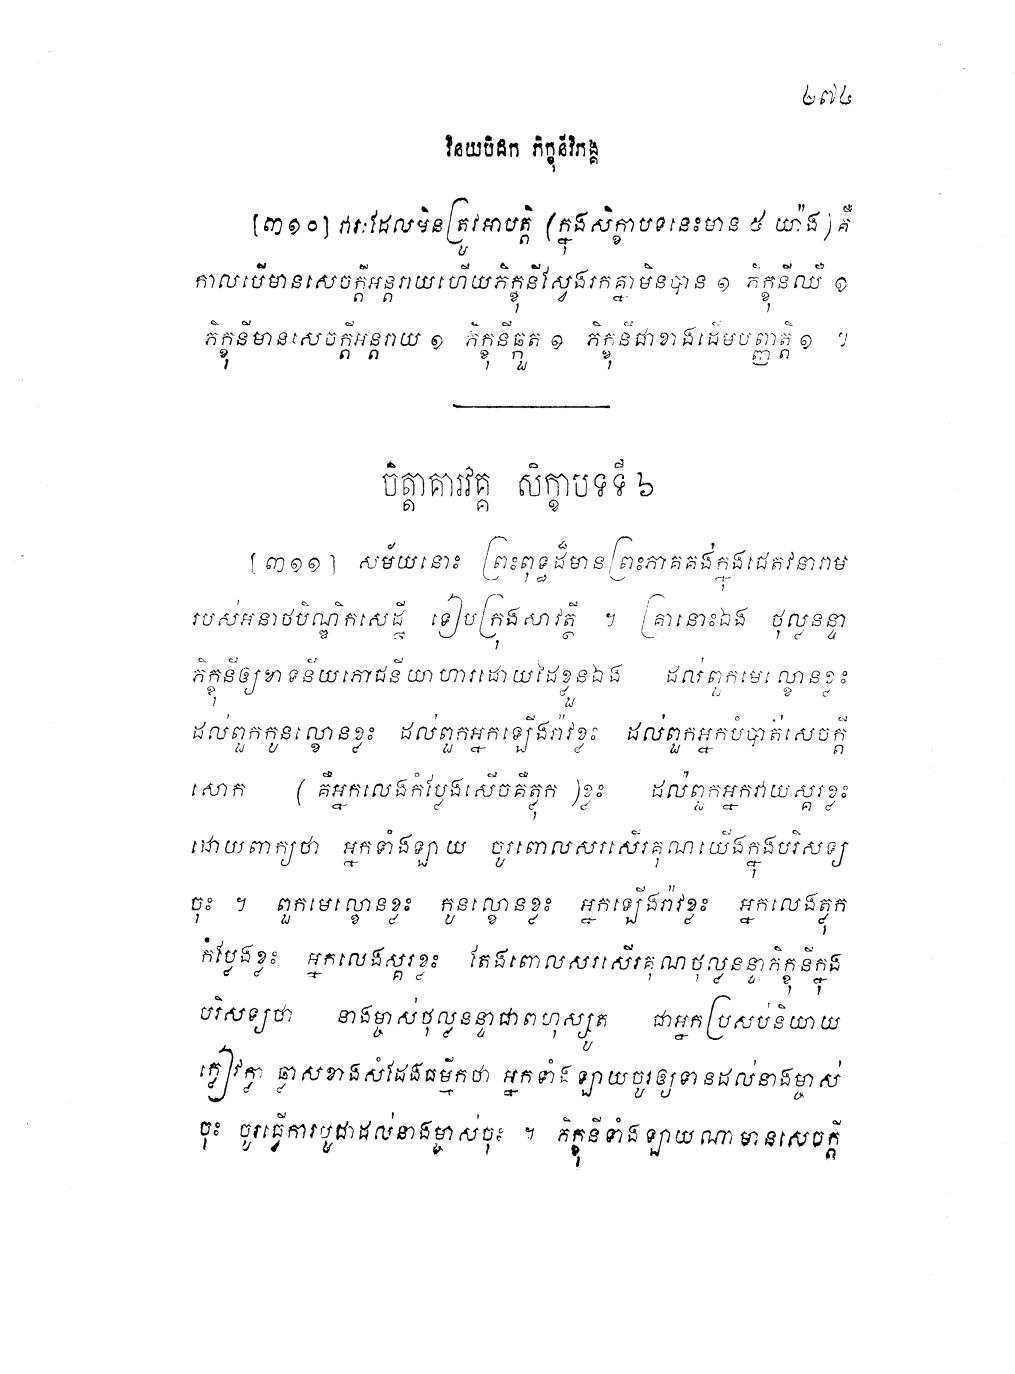 ២៧៤
វិនយបិដក ភិក្ខុនីវិភង្គ
[៣១០] ឯរៈដែលមិនត្រូវអាបត្តិ (ក្នុងសិក្ខាបទនេះមាន ៥ យ៉ាង) គឺ
កាលបើមានសេចក្តីអន្តរាយហើយភិក្ខុនីស្វែងរកគ្នាមិនបាន ១ ភិក្ខុនីឈឺ ១
ភិក្ខុនីមានសេចក្តីអន្តរាយ ១ ភិក្ខុនីឆ្កួត ១ ភិក្ខុនីជាខាងដើមបញ្ញត្តិ ១ ។
ចិត្តាគារវគ្គ សិក្ខាបទទី ៦
[៣១១] សម័យនោះ ព្រះពុទ្ធដ៏មានព្រះភាគគង់ក្នុងជេតវនារាម
របស់អនាថបិណ្ឌិកសេដ្ឋី ទៀបក្រុងសាវត្ថី ។ គ្រានោះឯង ថុល្លនន្ទា
ភិក្ខុនីឲ្យខាទនីយភោជនីយាហារដោយដៃខ្លួនឯង ដល់ពួកមេល្ខោនខ្លះ
ដល់ពួកកូនល្ខោនខ្លះ ដល់ពួកអ្នកឡើងរ៉ាវខ្លះ ដល់ពួកអ្នកបំបាត់សេចក្តី
សោក (គឺអ្នកលេងកំប្លែងសើចគឺត្លុក)ខ្លះ ដល់ពួកអ្នកវាយស្គរខ្លះ
ដោយពាក្យថា អ្នកទាំងឡាយ ចូរពោលសរសើរគុណយើងក្នុងបរិសទ្យ
ចុះ ។ ពួកមេល្ខោនខ្លះ កូនល្ខោនខ្លះ អ្នកឡើងរ៉ាវខ្លះ អ្នកលេងត្លុក
កំប្លែងខ្លះ អ្នកលេងស្គរខ្លះ តែងពោលសរសើរគុណថុល្លនន្ទាភិក្ខុនីក្នុង
បរិសទ្យថា នាងម្ចាស់ថុល្លនន្ទាជាពហុស្សូត ជាអ្នកប្រសប់និយាយ
ក្លៀវក្លា ឆ្លាសខាងសំដែងធម្មិកថា អ្នកទាំងឡាយចូរឲ្យទានដល់នាងម្ចាស់
ចុះ ចូរធ្វើការបូជាដល់នាងម្ចាស់ចុះ ។ ភិក្ខុនីទាំងឡាយណាមានសេចក្តី